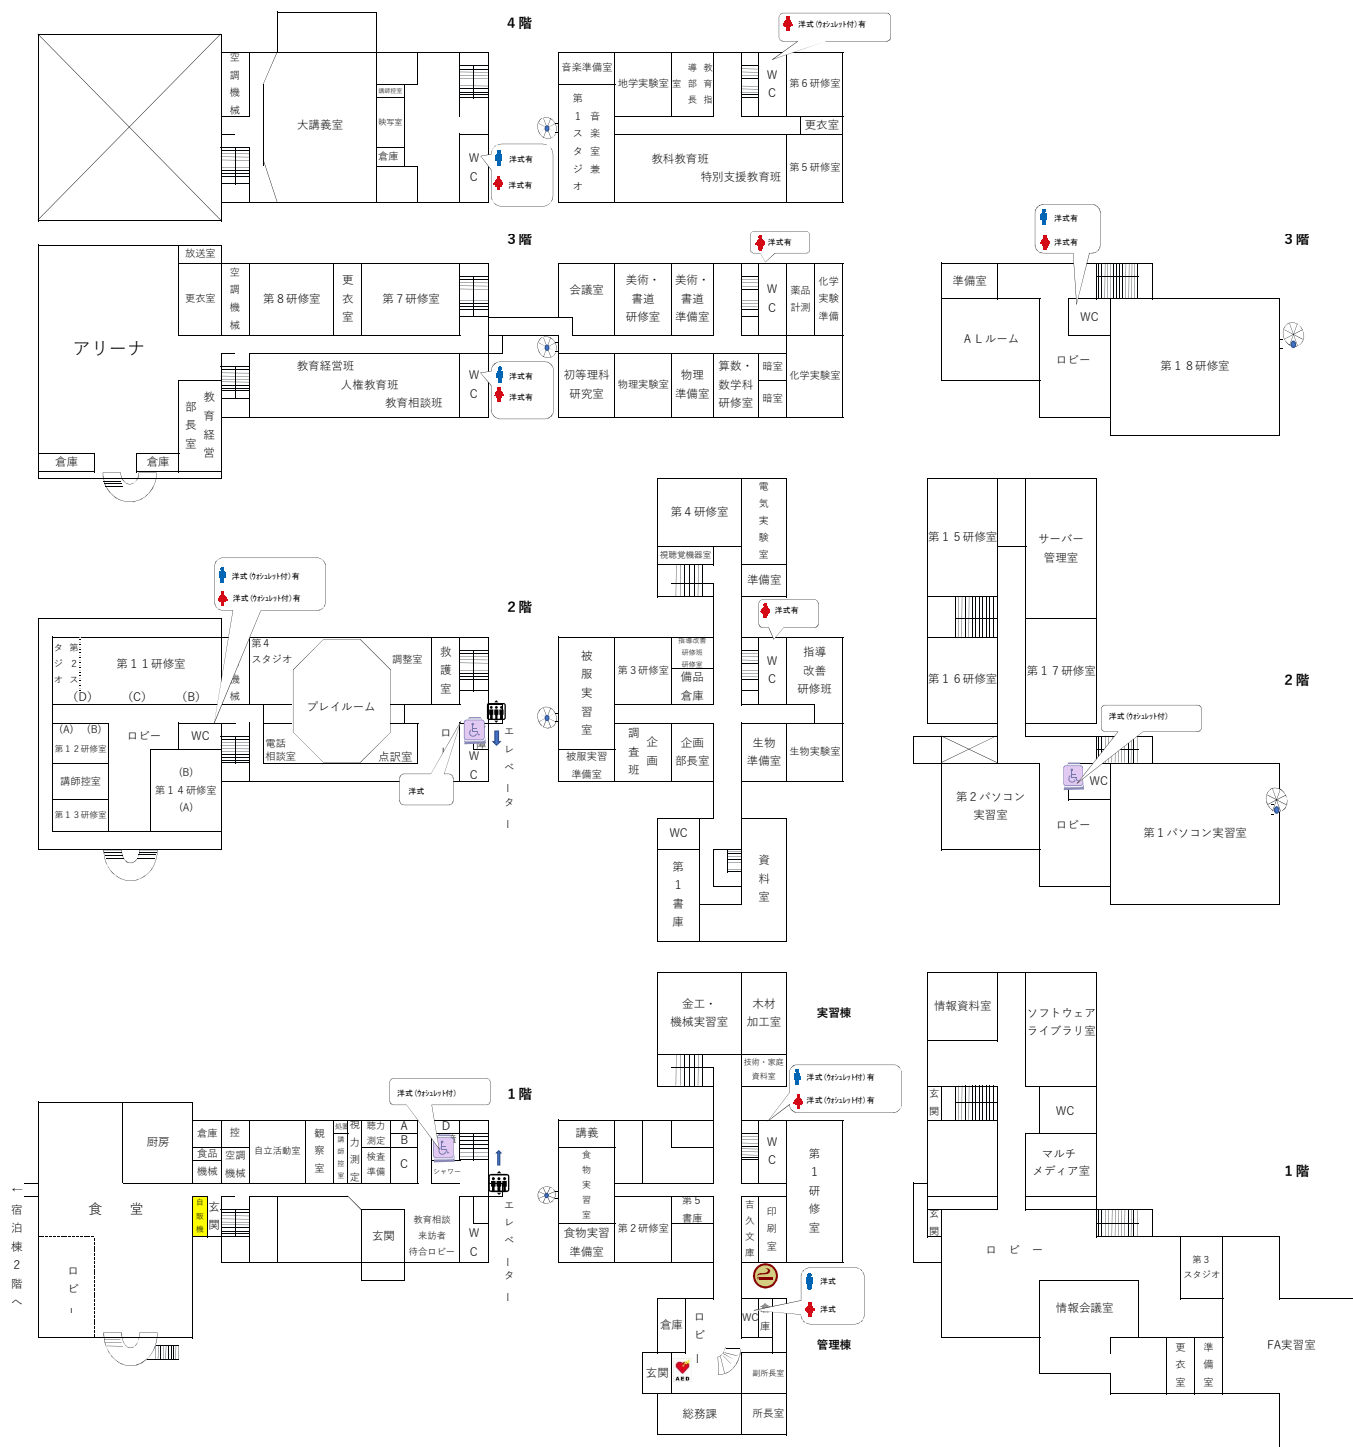 4 階
洋式 (ｳｫｼｭﾚｯﾄ付) 有
空調機械
大講義室
講師控室
映写室
倉庫
WC
洋式有
洋式有
音楽準備室
第1スタジオ
音楽室兼
地学実験室
教育指導部長室
WC
第６研修室
更衣室
教科教育班
特別支援教育班
第５研修室
3 階
洋式有
放送室
更衣室
空調機械
第８研修室
更衣室
第７研修室
アリーナ
教育経営班
人権教育班
教育相談班
WC
洋式有
洋式有
教育経営部長室
倉庫
倉庫
会議室
美術・書道研修室
美術・書道準備室
WC
薬品計測
化学実験準備
初等理科研究室
物理実験室
物理準備室
算数・数学科研修室
暗室
暗室
化学実験室
3 階
洋式有
洋式有
準備室
ＡＬルーム
WC
ロビー
第１８研修室
2 階
洋式 (ｳｫｼｭﾚｯﾄ付) 有
洋式 (ｳｫｼｭﾚｯﾄ付) 有
第２スタジオ
第１１研修室
(D)
(C)
(B)
機械
第４スタジオ
プレイルーム
調整室
救護室
(A)
(B)
第１２研修室
ロビー
WC
講師控室
第１３研修室
(B)
第１４研修室
(A)
電話相談室
点訳室
WC
エレベーター
洋式
第４研修室
電気実験室
視聴覚機器室
準備室
洋式有
被服実習室
被服実習準備室
第３研修室
指導改善研修班研修室
備品倉庫
WC
指導改善研修班
調査班
企画
企画部長室
生物準備室
生物実験室
WC
第1書庫
資料室
2 階
第１５研修室
サーバー管理室
第１６研修室
第１７研修室
洋式 (ｳｫｼｭﾚｯﾄ付)
WC
第２パソコン実習室
ロビー
第１パソコン実習室
1 階
洋式 (ｳｫｼｭﾚｯﾄ付)
厨房
倉庫
控
食品
空調機械
機械
自立活動室
観察室
処置
講師控室
視力測定
聴力測定
検査準備
A
B
C
D
シャワー
←宿泊棟２階へ
食　堂
自販機
玄関
ロビー
玄関
教育相談
来訪者
待合ロビー
WC
エレベーター
金工・機械実習室
木材加工室
実習棟
技術・家庭資料室
洋式 (ｳｫｼｭﾚｯﾄ付) 有
洋式 (ｳｫｼｭﾚｯﾄ付) 有
講義
食物実習室
食物実習準備室
第２研修室
第５書庫
WC
第1研修室
吉久文庫
印刷室
洋式
洋式
倉庫
ロビー
WC
倉庫
管理棟
玄関
AED
副所長室
総務課
所長室
1 階
情報資料室
ソフトウェアライブラリ室
玄関
WC
マルチメディア室
玄関
ロ　ビ　ー
第３スタジオ
情報会議室
更衣室
準備室
FA実習室